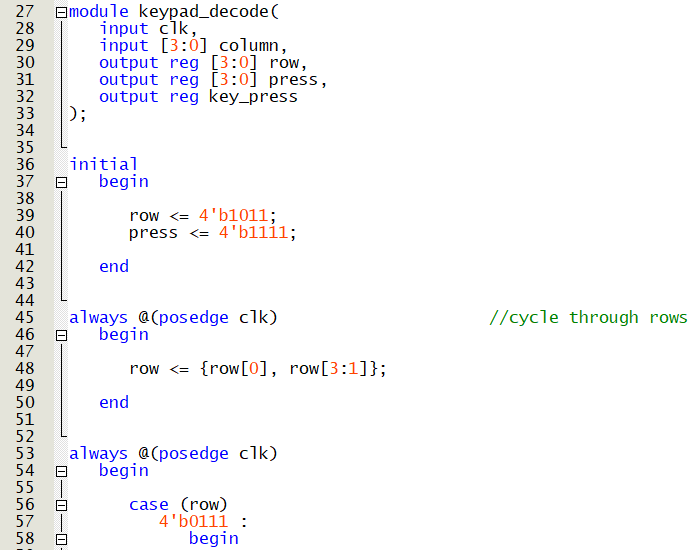 27 module keypad_decode(
28 input clk,
29 input [3:0] column,
30 output reg [3:0] row,
31 output reg [3:0] press,
32 output reg key_press
33 );
34
35
36 initial
37 begin
38
39 row <= 4'b1011;
40 press <= 4'b1111;
41
42 end
43
44
45 always @(posedge clk) //cycle through rows
46 begin
47
48 row <= {row[0], row[3:1]};
49
50 end
51
52
53 always @(posedge clk)
54 begin
55
56 case (row)
57 4'b0111 :
58 begin